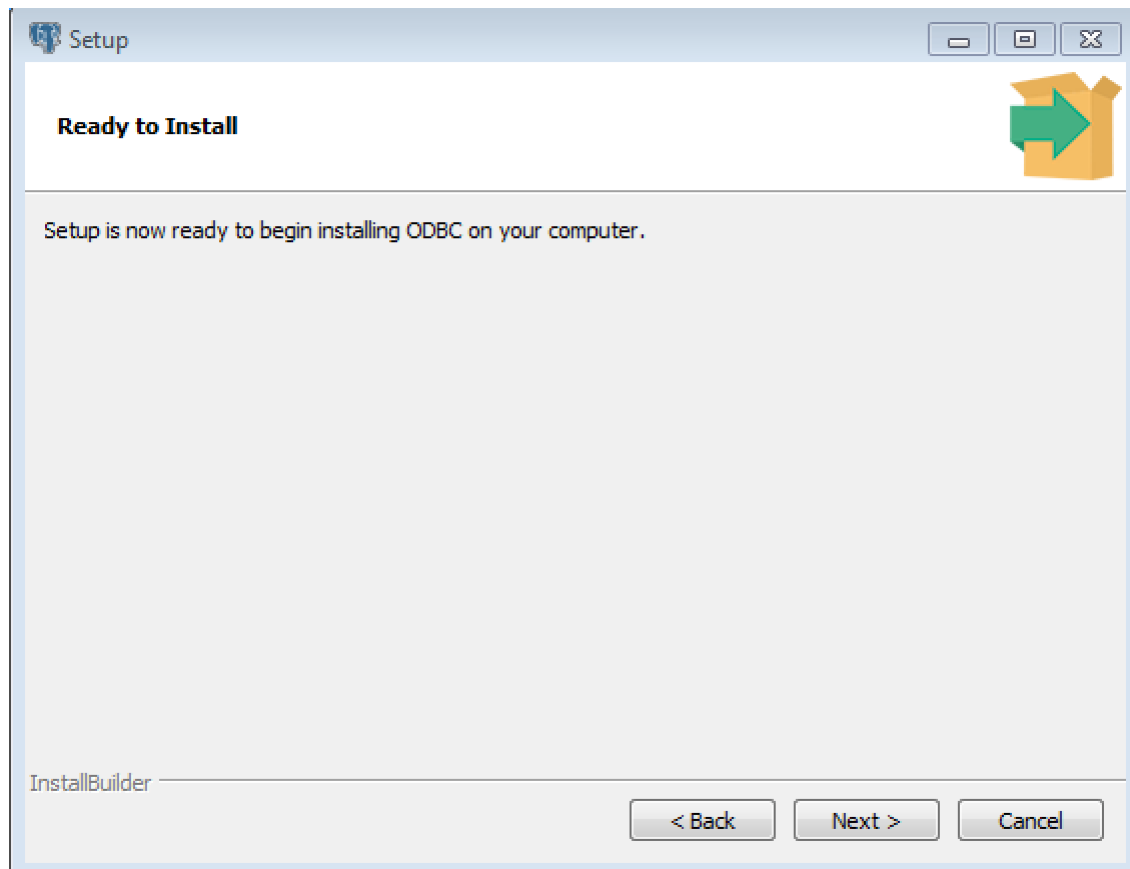 Setup
Ready to Install
Setup is now ready to begin installing ODBC on your computer.
InstallBuilder
< Back
Next >
Cancel